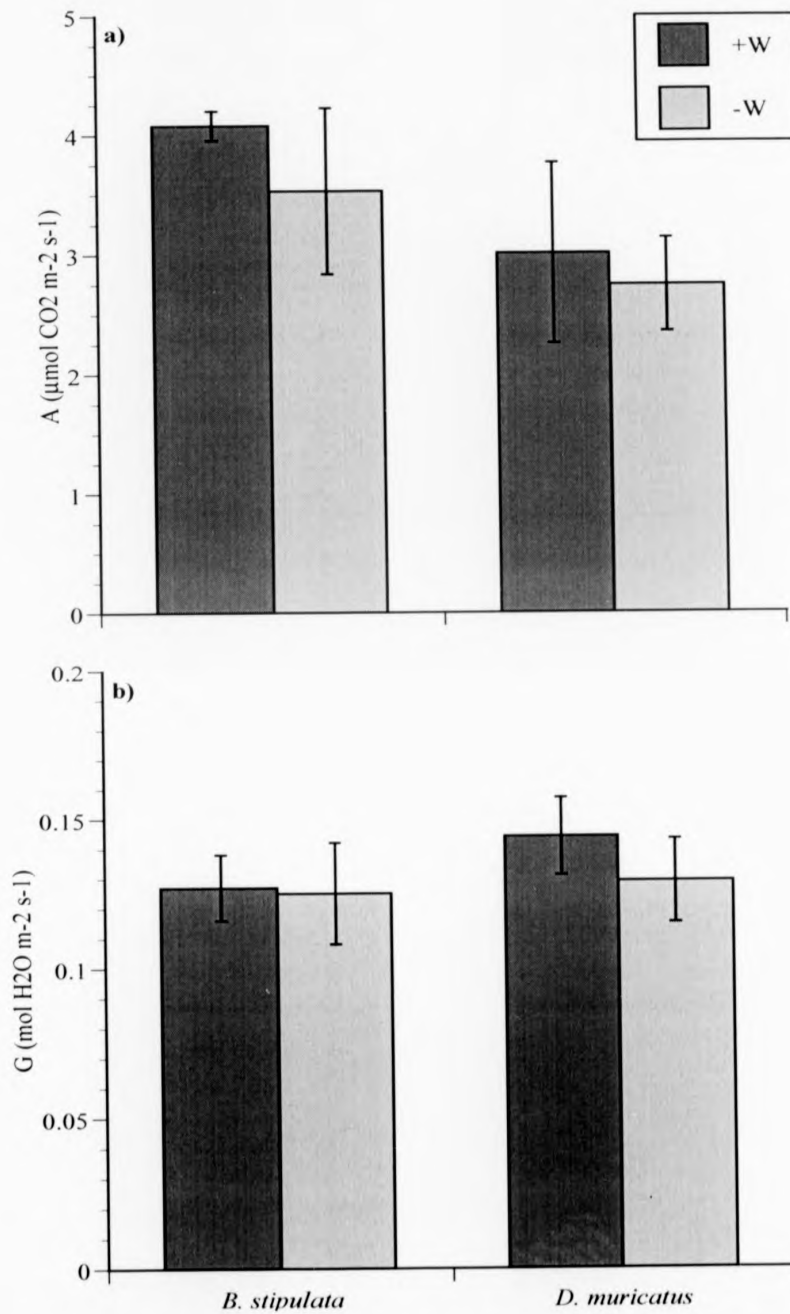 a)
+W
-W
5
4
3
2
1
0
A (μmol CO2 m-2 s-1)
b)
0.2
0.15
0.1
0.05
0
G (mol H2O m-2 s-1)
B. stipulata
D. muricatus